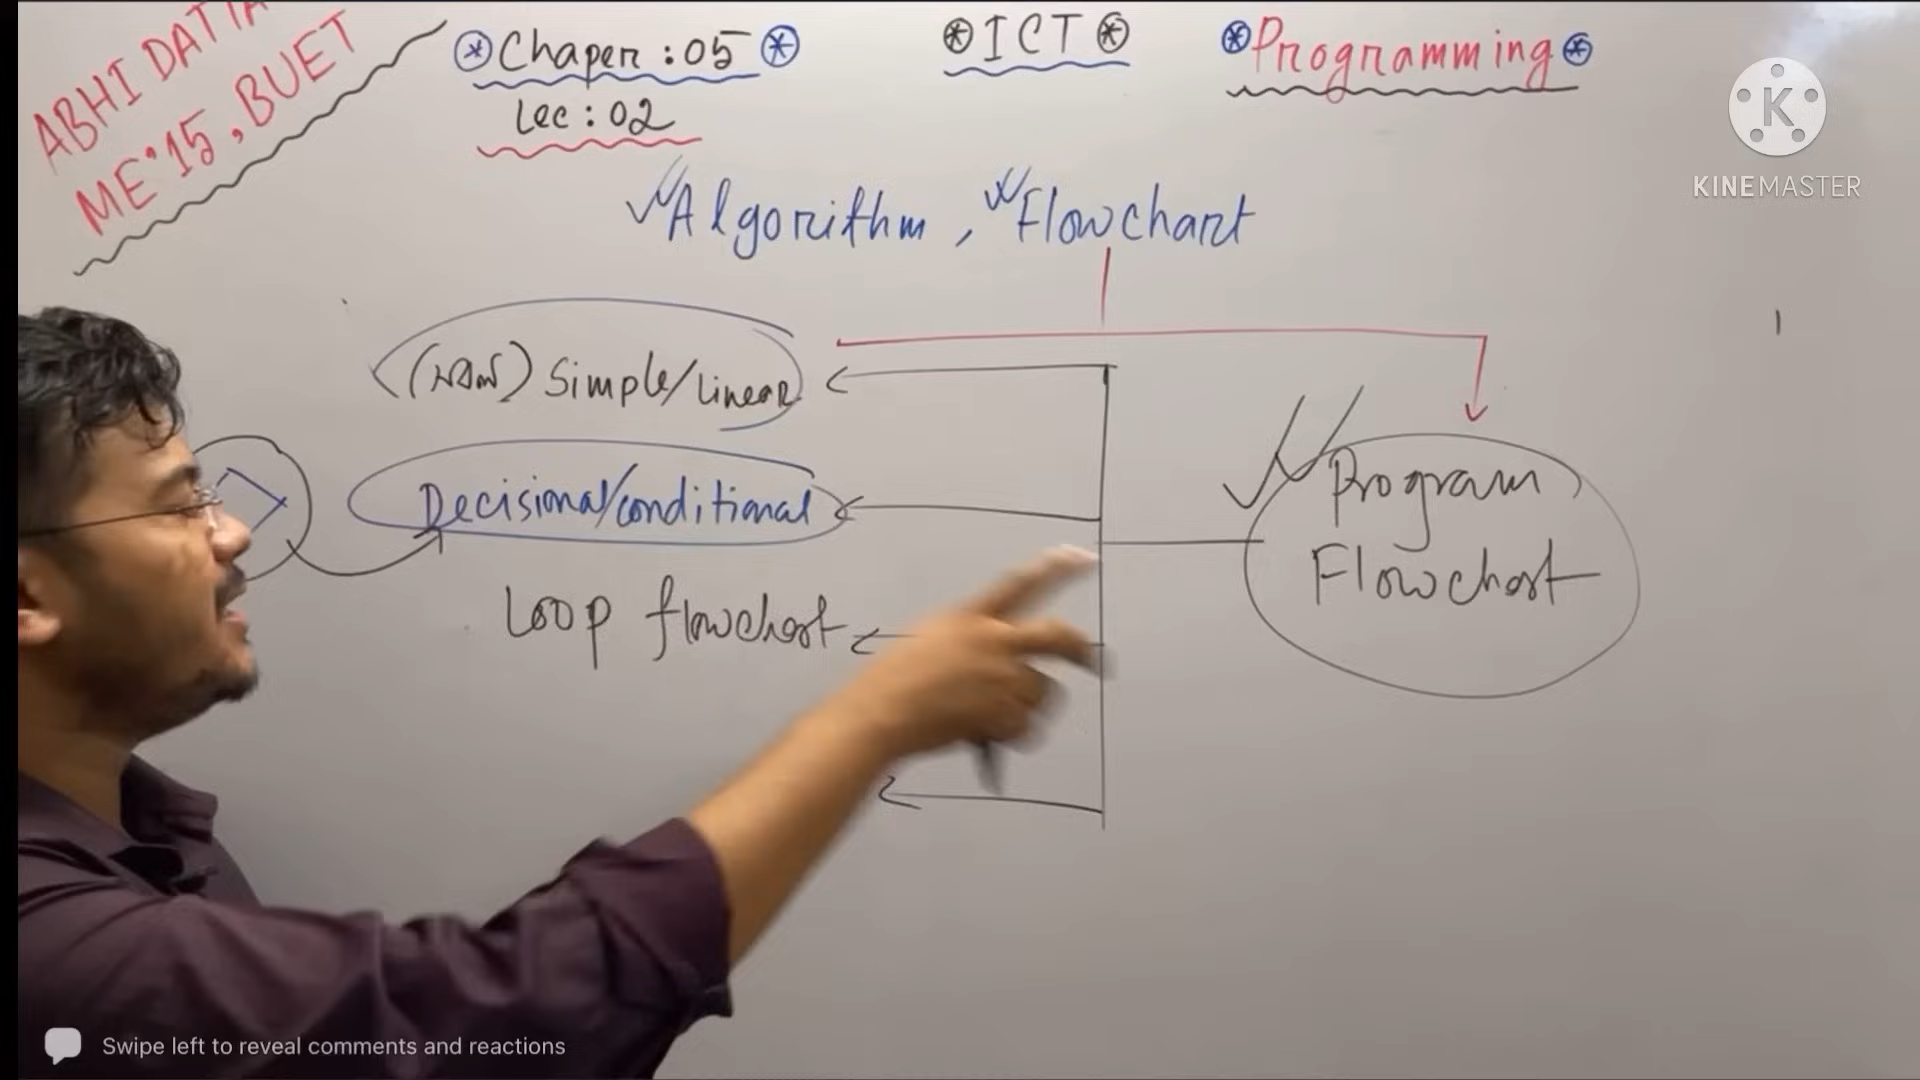 ABHI DATTA
ME'15, BUET
Chaper : 05
Lec : 02
ICT
Programming
KINEMASTER
Algorithm, Flowchart
(সরল) Simple/Linear
Decisional/conditional
Loop flowchart
Program
Flowchart
Swipe left to reveal comments and reactions